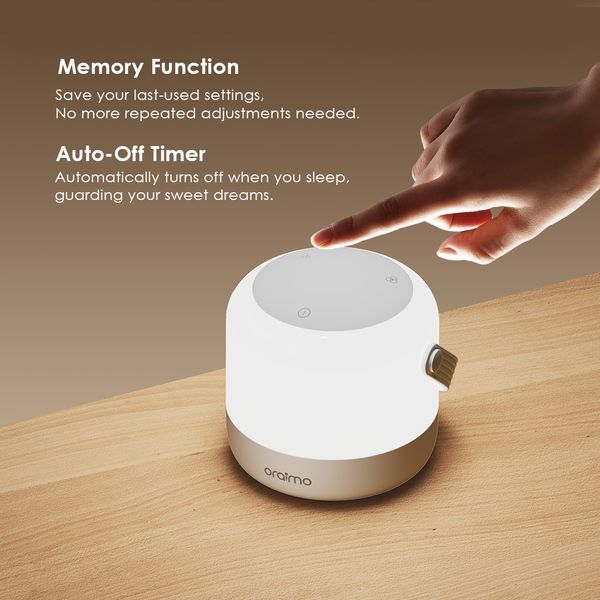 Memory Function
Save your last-used settings,
No more repeated adjustments needed.
Auto-Off Timer
Automatically turns off when you sleep,
guarding your sweet dreams.
oraimo